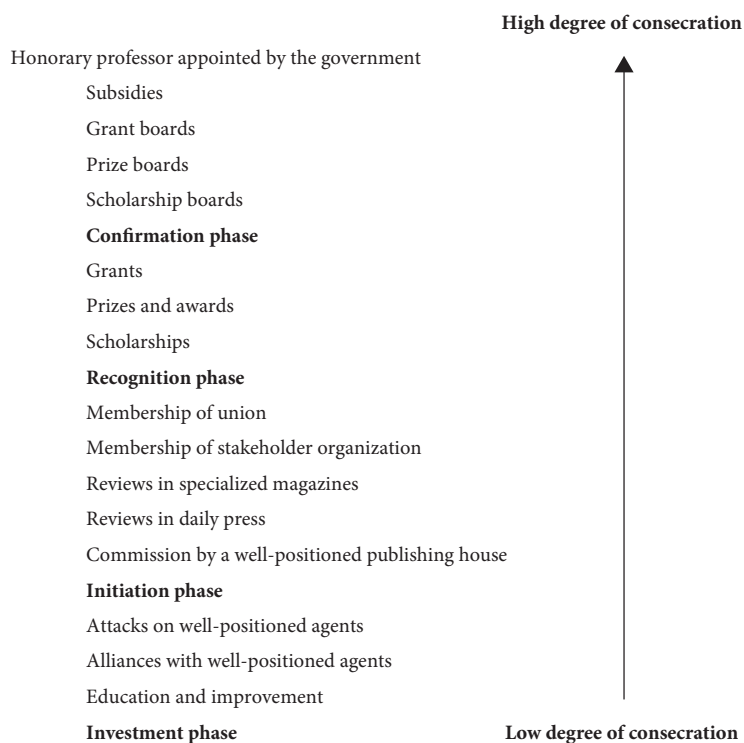 High degree of consecration
Honorary professor appointed by the government
Subsidies
Grant boards
Prize boards
Scholarship boards
Confirmation phase
Grants
Prizes and awards
Scholarships
Recognition phase
Membership of union
Membership of stakeholder organization
Reviews in specialized magazines
Reviews in daily press
Commission by a well-positioned publishing house
Initiation phase
Attacks on well-positioned agents
Alliances with well-positioned agents
Education and improvement
Investment phase
Low degree of consecration